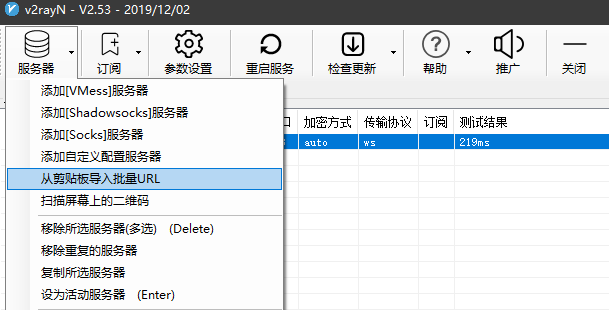 v2rayN - V2.53 - 2019/12/02
服务器 订阅 参数设置 重启服务 检查更新 帮助 推广 关闭
添加[VMess]服务器
添加[Shadowsocks]服务器
口 加密方式 传输协议 订阅 测试结果
添加[Socks]服务器
auto ws 219ms
添加自定义配置服务器
从剪贴板导入批量URL
扫描屏幕上的二维码
移除所选服务器(多选) (Delete)
移除重复的服务器
复制所选服务器
设为活动服务器 (Enter)